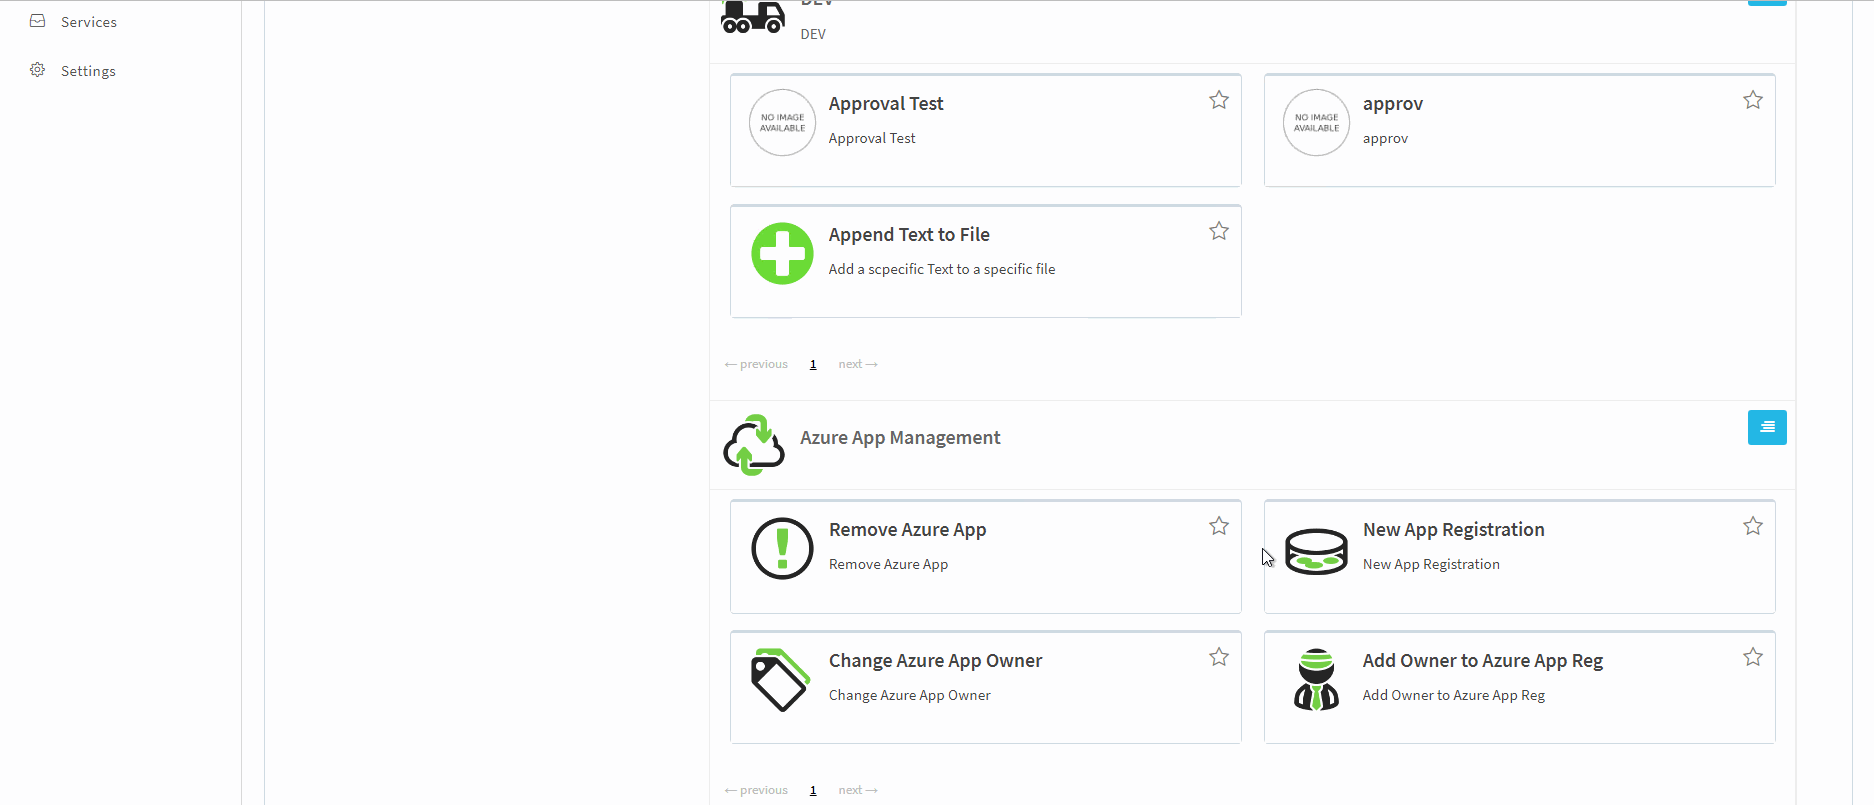 Services
Settings
DEV
DEV
NO IMAGE
AVAILABLE
Approval Test
Approval Test
NO IMAGE
AVAILABLE
approv
approv
Append Text to File
Add a scpecific Text to a specific file
← previous 1 next →
Azure App Management
Remove Azure App
Remove Azure App
New App Registration
New App Registration
Change Azure App Owner
Change Azure App Owner
Add Owner to Azure App Reg
Add Owner to Azure App Reg
← previous 1 next →